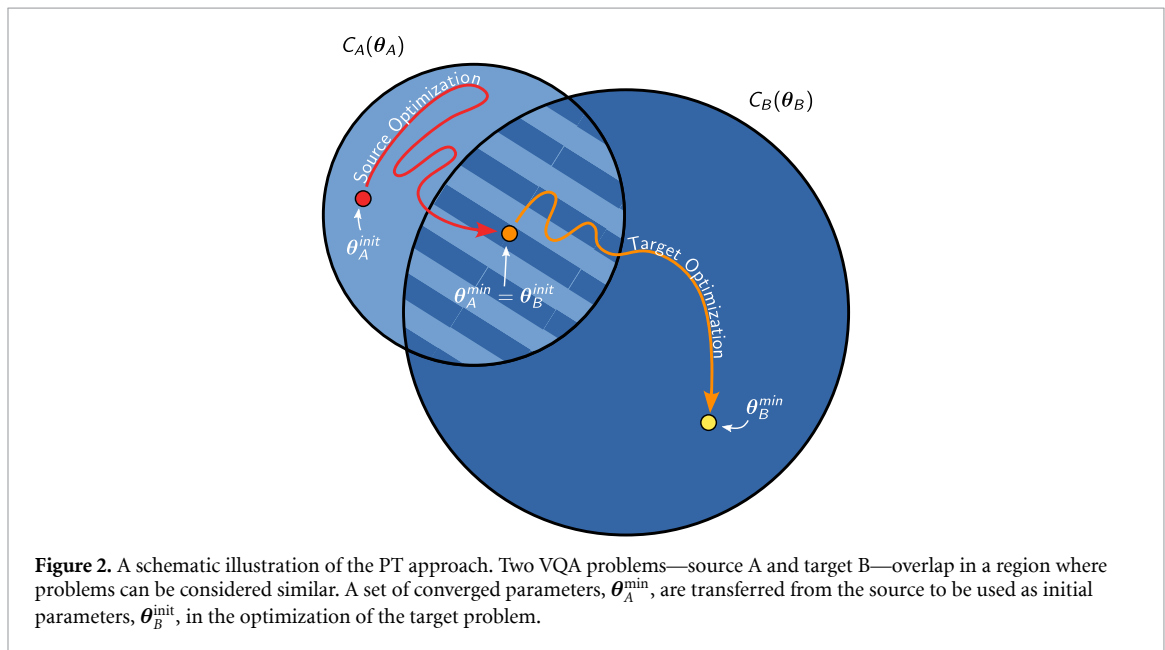 C_A(θ_A)
C_B(θ_B)
Source Optimization
θ_A^init
θ_A^min = θ_B^init
Target Optimization
θ_B^min
Figure 2. A schematic illustration of the PT approach. Two VQA problems—source A and target B—overlap in a region where
problems can be considered similar. A set of converged parameters, θ_A^min, are transferred from the source to be used as initial
parameters, θ_B^init, in the optimization of the target problem.